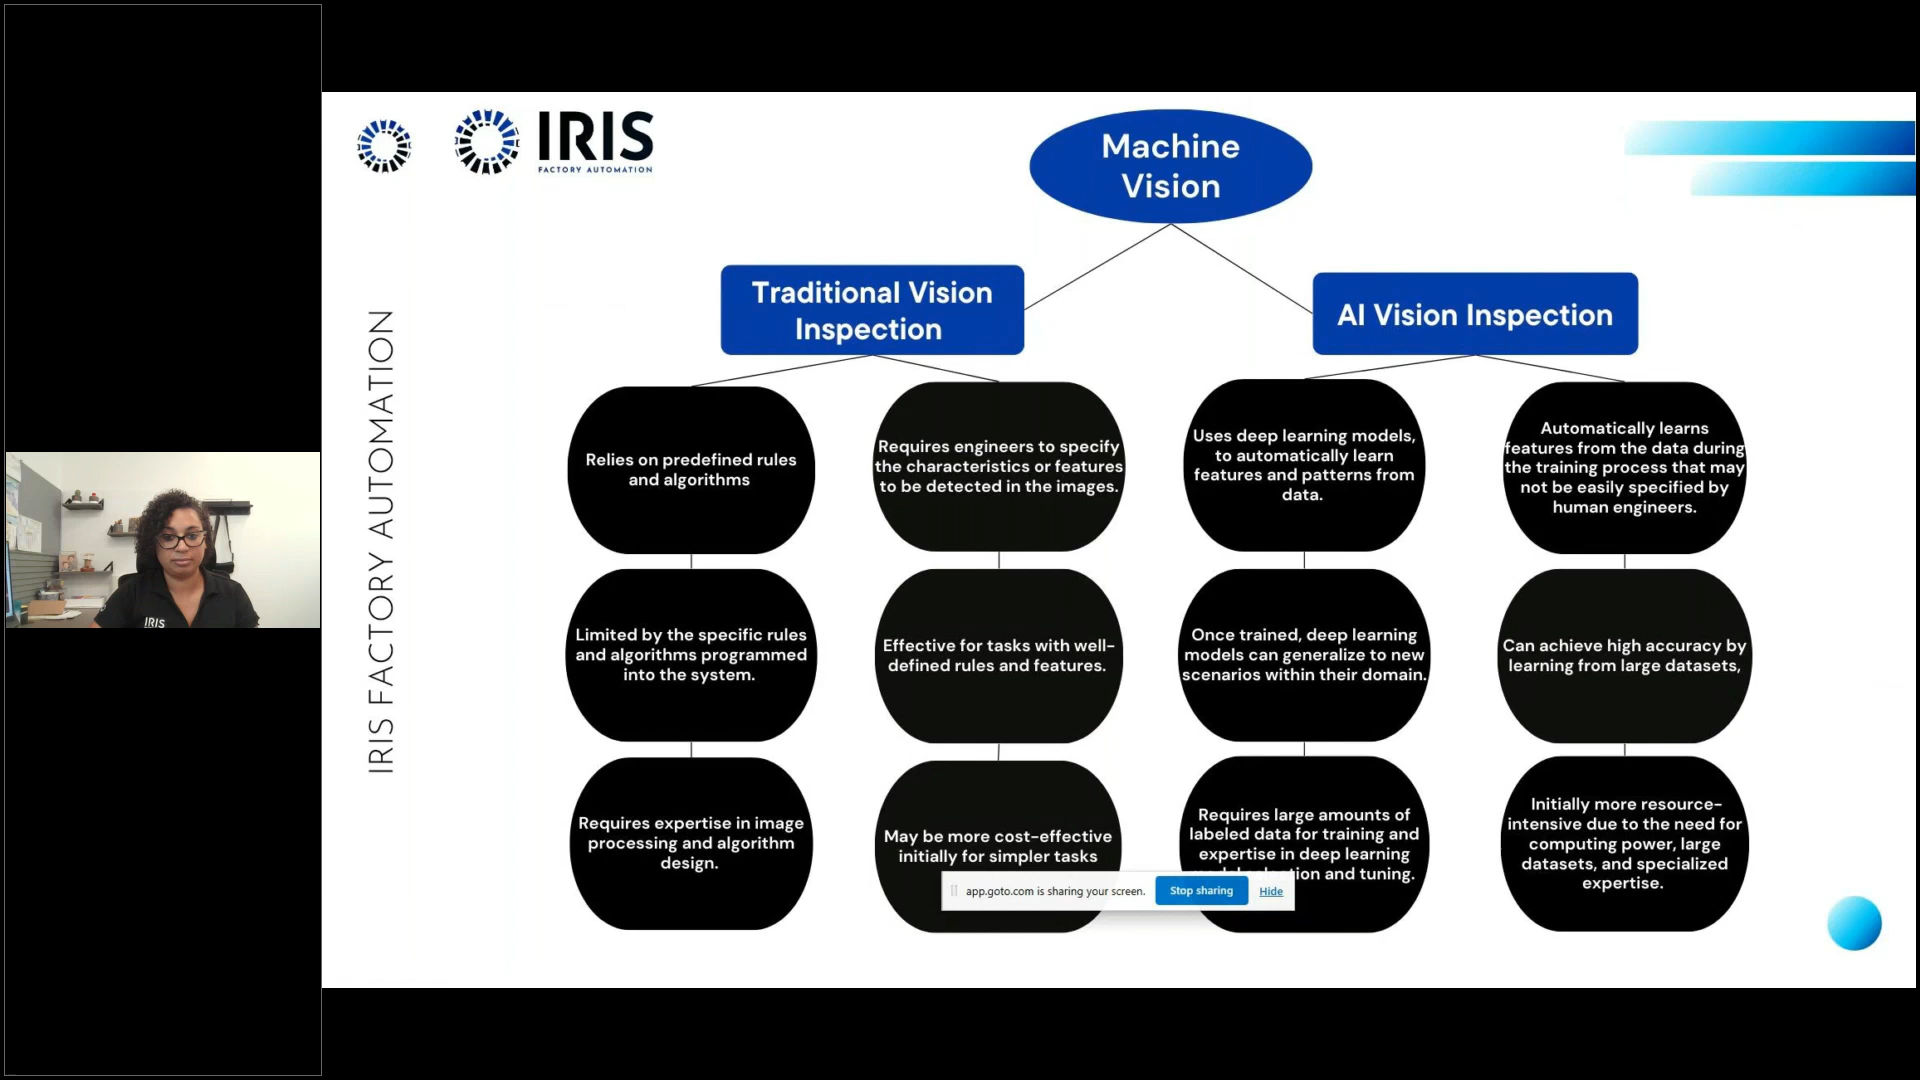 IRIS
FACTORY AUTOMATION
IRIS FACTORY AUTOMATION
Machine
Vision
Traditional Vision
Inspection
AI Vision Inspection
Relies on predefined rules
and algorithms
Requires engineers to specify
the characteristics or features
to be detected in the images.
Uses deep learning models,
to automatically learn
features and patterns from
data.
Automatically learns
features from the data during
the training process that may
not be easily specified by
human engineers.
Limited by the specific rules
and algorithms programmed
into the system.
Effective for tasks with well-
defined rules and features.
Once trained, deep learning
models can generalize to new
scenarios within their domain.
Can achieve high accuracy by
learning from large datasets,
Requires expertise in image
processing and algorithm
design.
May be more cost-effective
initially for simpler tasks
Requires large amounts of
labeled data for training and
expertise in deep learning
and tuning.
Initially more resource-
intensive due to the need for
computing power, large
datasets, and specialized
expertise.
app.goto.com is sharing your screen.
Stop sharing
Hide
IRIS